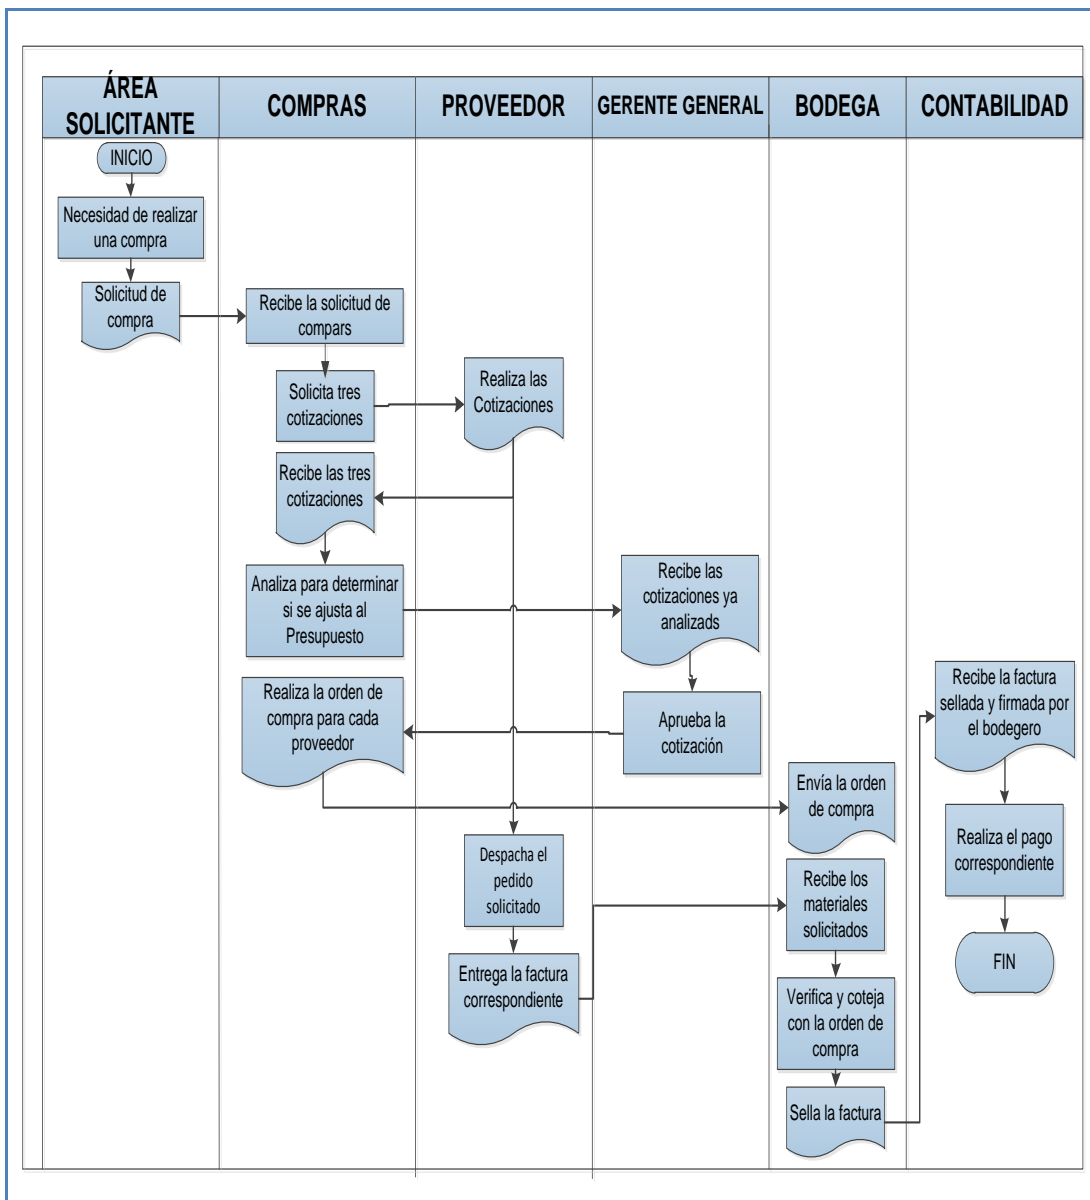 ÁREA
SOLICITANTE
COMPRAS
PROVEEDOR
GERENTE GENERAL
BODEGA
CONTABILIDAD
INICIO
Necesidad de realizar
una compra
Solicitud de
compra
Recibe la solicitud de
compars
Solicita tres
cotizaciones
Realiza las
Cotizaciones
Recibe las tres
cotizaciones
Analiza para determinar
si se ajusta al
Presupuesto
Recibe las
cotizaciones ya
analizads
Aprueba la
cotización
Realiza la orden de
compra para cada
proveedor
Envía la orden
de compra
Despacha el
pedido
solicitado
Entrega la factura
correspondiente
Recibe los
materiales
solicitados
Verifica y coteja
con la orden de
compra
Sella la factura
Recibe la factura
sellada y firmada por
el bodegero
Realiza el pago
correspondiente
FIN